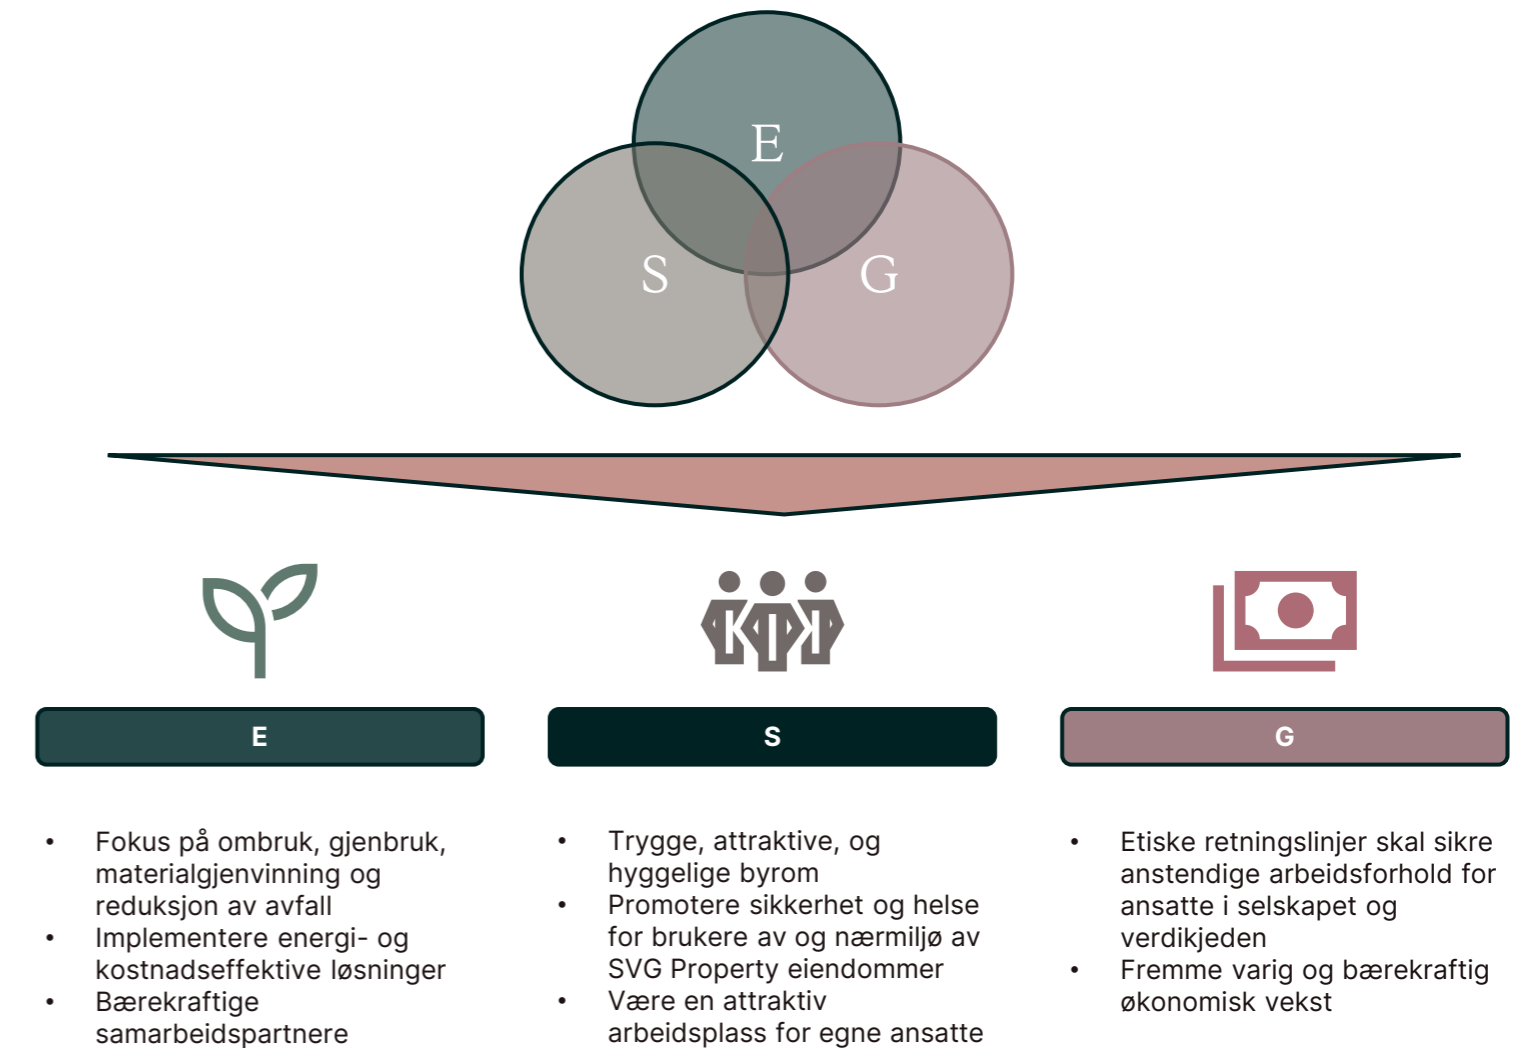 E
S
G
E
• Fokus på ombruk, gjenbruk,
materialgjenvinning og
reduksjon av avfall
• Implementere energi- og
kostnadseffektive løsninger
• Bærekraftige
samarbeidspartnere
S
• Trygge, attraktive, og
hyggelige byrom
• Promotere sikkerhet og helse
for brukere av og nærmiljø av
SVG Property eiendommer
• Være en attraktiv
arbeidsplass for egne ansatte
G
• Etiske retningslinjer skal sikre
anstendige arbeidsforhold for
ansatte i selskapet og
verdikjeden
• Fremme varig og bærekraftig
økonomisk vekst